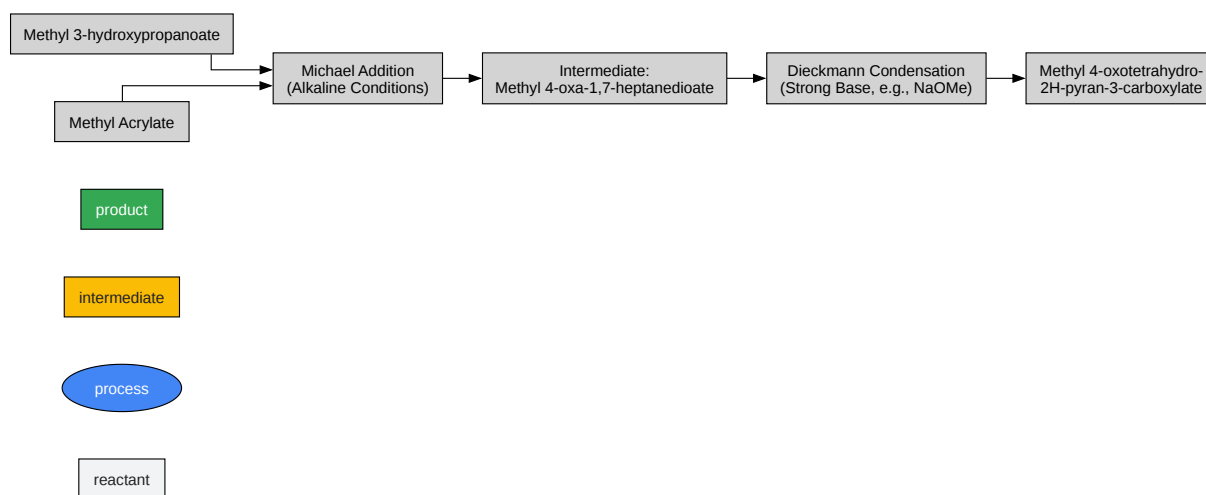 Methyl 3-hydroxypropanoate
Methyl Acrylate
Michael Addition
(Alkaline Conditions)
Intermediate:
Methyl 4-oxa-1,7-heptanedioate
Dieckmann Condensation
(Strong Base, e.g., NaOMe)
Methyl 4-oxotetrahydro-
2H-pyran-3-carboxylate
product
intermediate
process
reactant